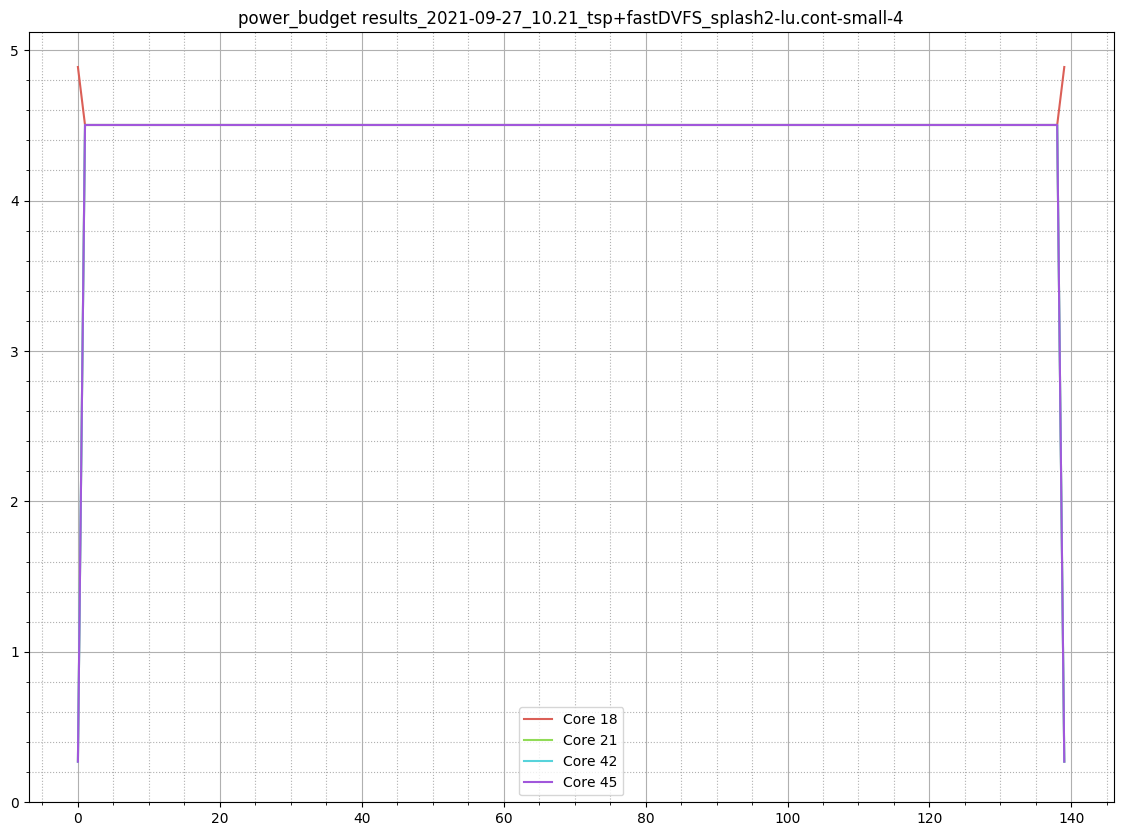 power_budget results_2021-09-27_10.21_tsp+fastDVFS_splash2-lu.cont-small-4
5
4
3
2
1
0
Core 18
Core 21
Core 42
Core 45
0 20 40 60 80 100 120 140